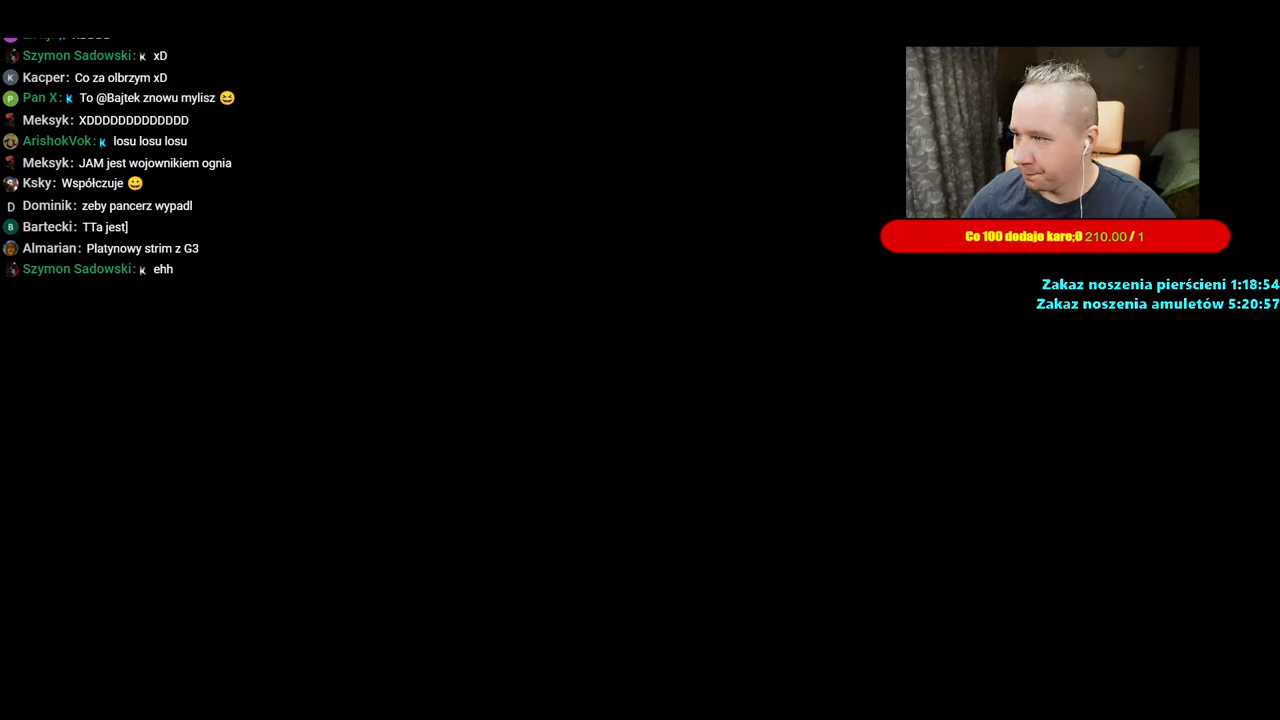 Szymon Sadowski: K xD
K Kacper: Co za olbrzym xD
P Pan X: K To @Bajtek znowu mylisz 😆
Meksyk: XDDDDDDDDDDDDD
ArishokVok: K losu losu losu
Meksyk: JAM jest wojownikiem ognia
Ksky: Współczuje 😀
D Dominik: zeby pancerz wypadl
B Bartecki: TTa jest]
Almarian: Platynowy strim z G3
Szymon Sadowski: K ehh
Co 100 dodaje kare;0 210.00 / 1
Zakaz noszenia pierścieni 1:18:54
Zakaz noszenia amuletów 5:20:57